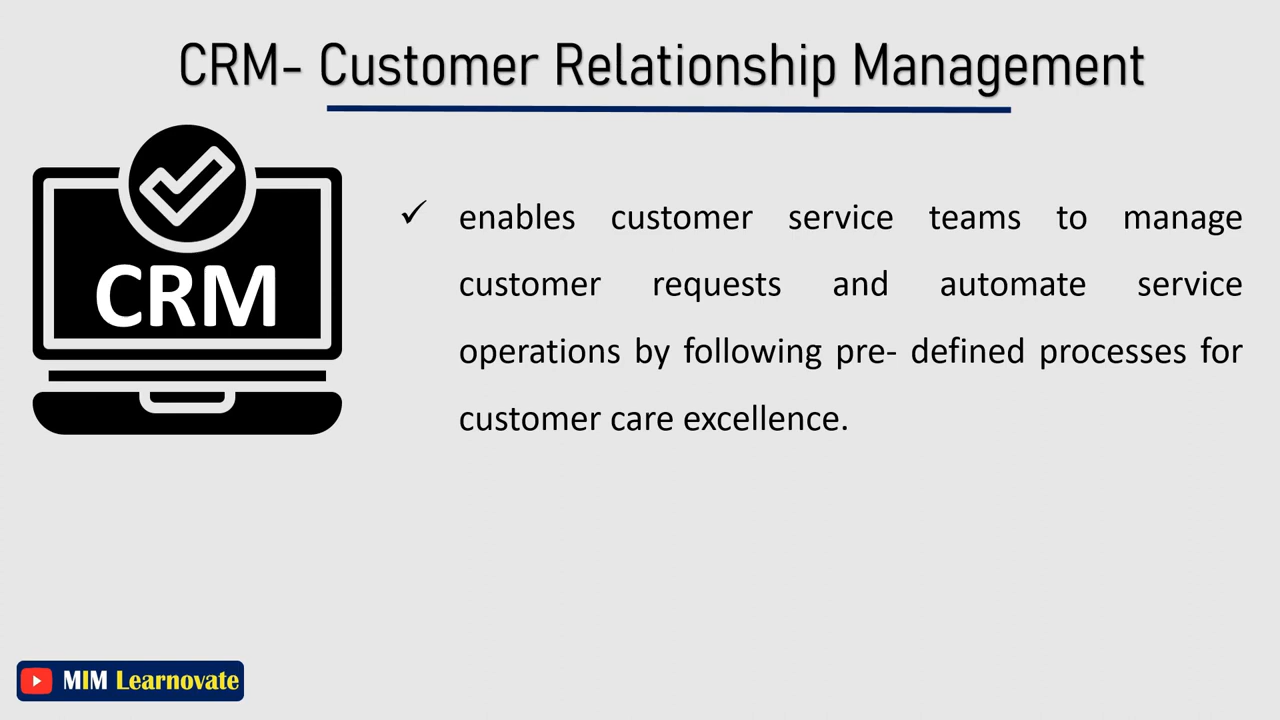 CRM- Customer Relationship Management
CRM
✓ enables customer service teams to manage
customer requests and automate service
operations by following pre- defined processes for
customer care excellence.
MIM Learnovate